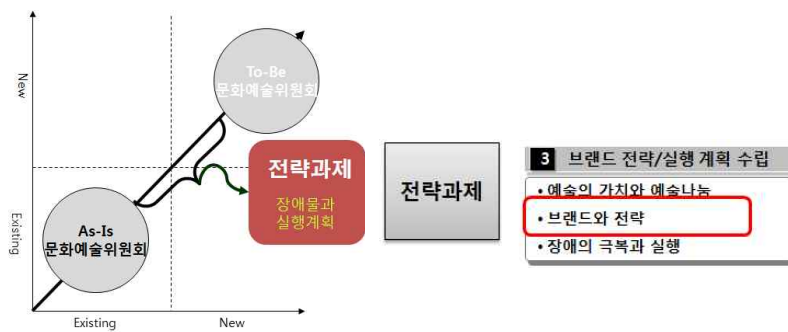 New
Existing
To-Be
문화예술위원회
As-Is
문화예술위원회
Existing
New
전략과제
장애물과
실행계획
전략과제
3 브랜드 전략/실행 계획 수립
• 예술의 가치와 예술나눔
• 브랜드와 전략
• 장애의 극복과 실행